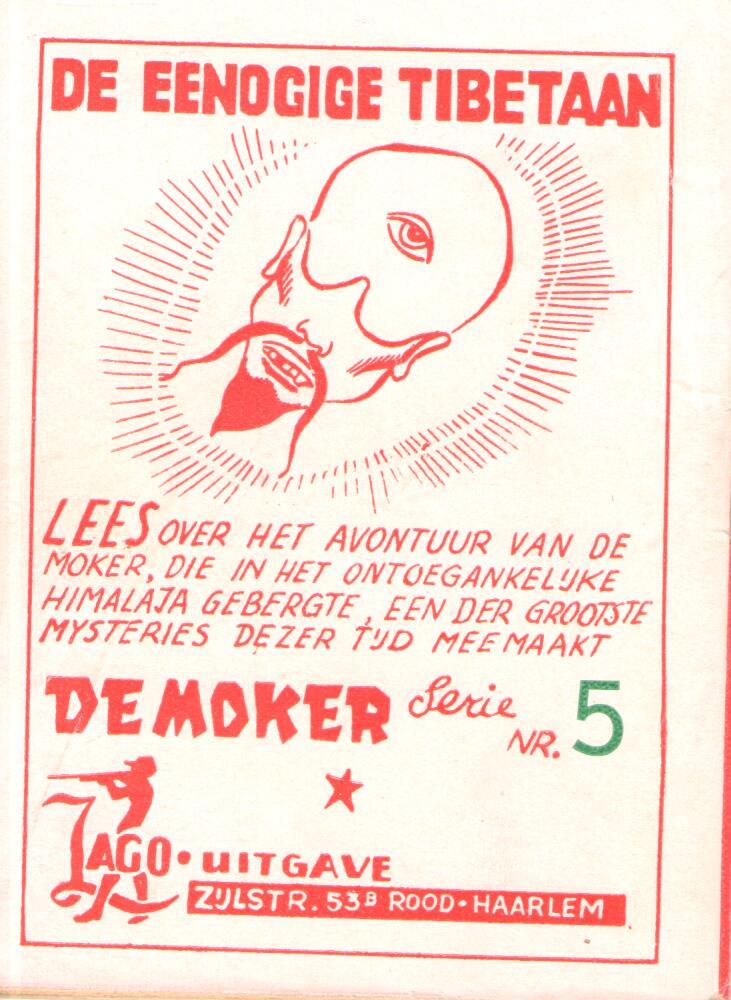 DE EENOGIGE TIBETAAN
LEES OVER HET AVONTUUR VAN DE
MOKER, DIE IN HET ONTOEGANKELIJKE
HIMALAJA GEBERGTE, EEN DER GROOTSTE
MYSTERIES DEZER TIJD MEEMAAKT
DE MOKER Serie
NR. 5
JAGO • UITGAVE
ZIJLSTR. 53B ROOD • HAARLEM